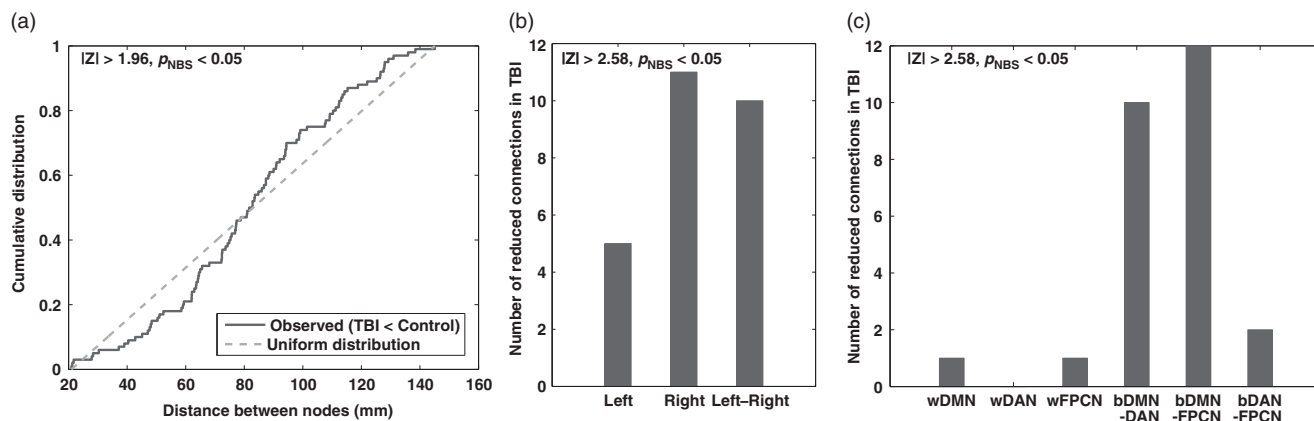 (a)
|Z| > 1.96, pNBS < 0.05
Cumulative distribution
1
0.8
0.6
0.4
0.2
0
20 40 60 80 100 120 140 160
Distance between nodes (mm)
Observed (TBI < Control)
Uniform distribution
(b)
|Z| > 2.58, pNBS < 0.05
Number of reduced connections in TBI
12
10
8
6
4
2
0
Left Right Left–Right
(c)
|Z| > 2.58, pNBS < 0.05
Number of reduced connections in TBI
12
10
8
6
4
2
0
wDMN wDAN wFPCN bDMN bDMN bDAN
-DAN -FPCN -FPCN